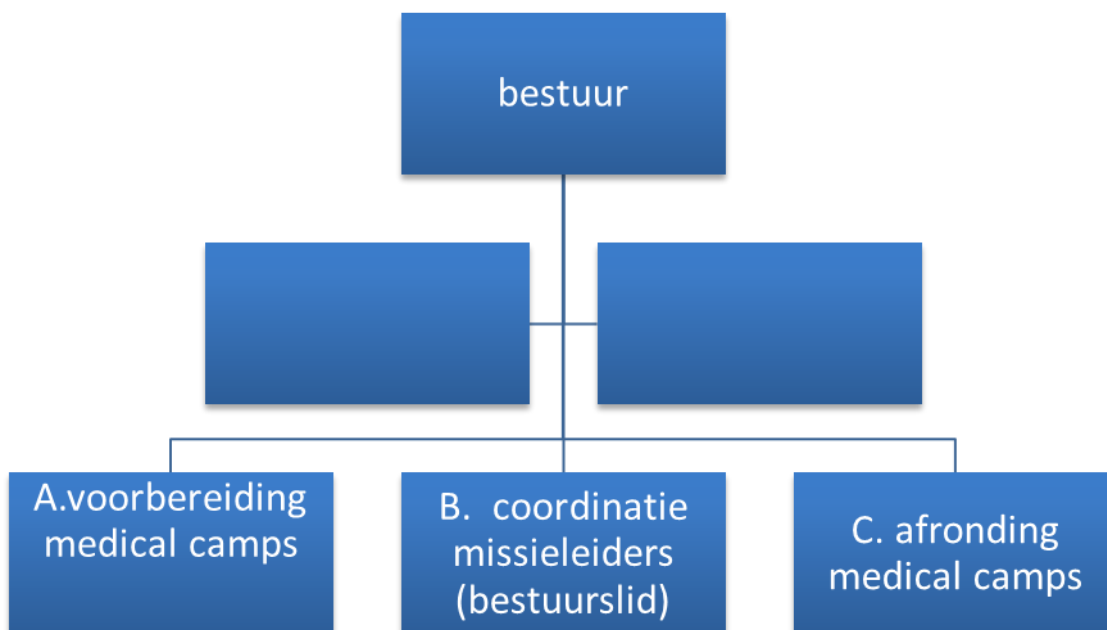 bestuur
A.voorbereiding
medical camps
B. coordinatie
missieleiders
(bestuurslid)
C. afronding
medical camps